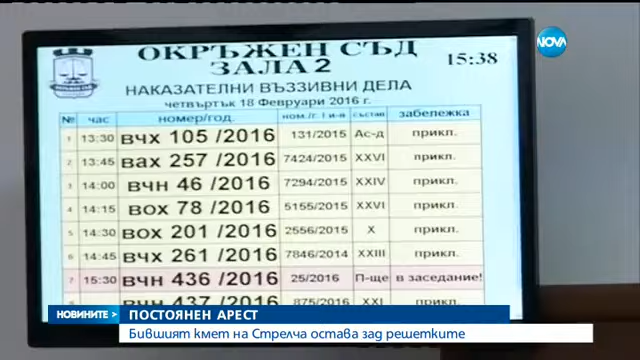 ОКРЪЖЕН СЪД
ЗАЛА 2
15:38
НАКАЗАТЕЛНИ ВЪЗЗИВНИ ДЕЛА
четвъртък 18 Февруари 2016 г.
№ час номер/год. ном./г. I и-я състав забележка
1 13:30 вчх 105 /2016 131/2015 Ас-д прикл.
2 13:45 вах 257 /2016 7424/2015 XXVI прикл.
3 14:00 вчн 46 /2016 7294/2015 XXIV прикл.
4 14:15 вох 78 /2016 5155/2015 XXVI прикл.
5 14:30 вох 201 /2016 2556/2015 X прикл.
6 14:45 вчх 261 /2016 7846/2014 XXIII прикл.
7 15:30 вчн 436 /2016 25/2016 П-ще в заседание!
вчн 437 /2016 875/2016 XXI
NOVA
НОВИНИТЕ ПОСТОЯНЕН АРЕСТ
Бившият кмет на Стрелча остава зад решетките